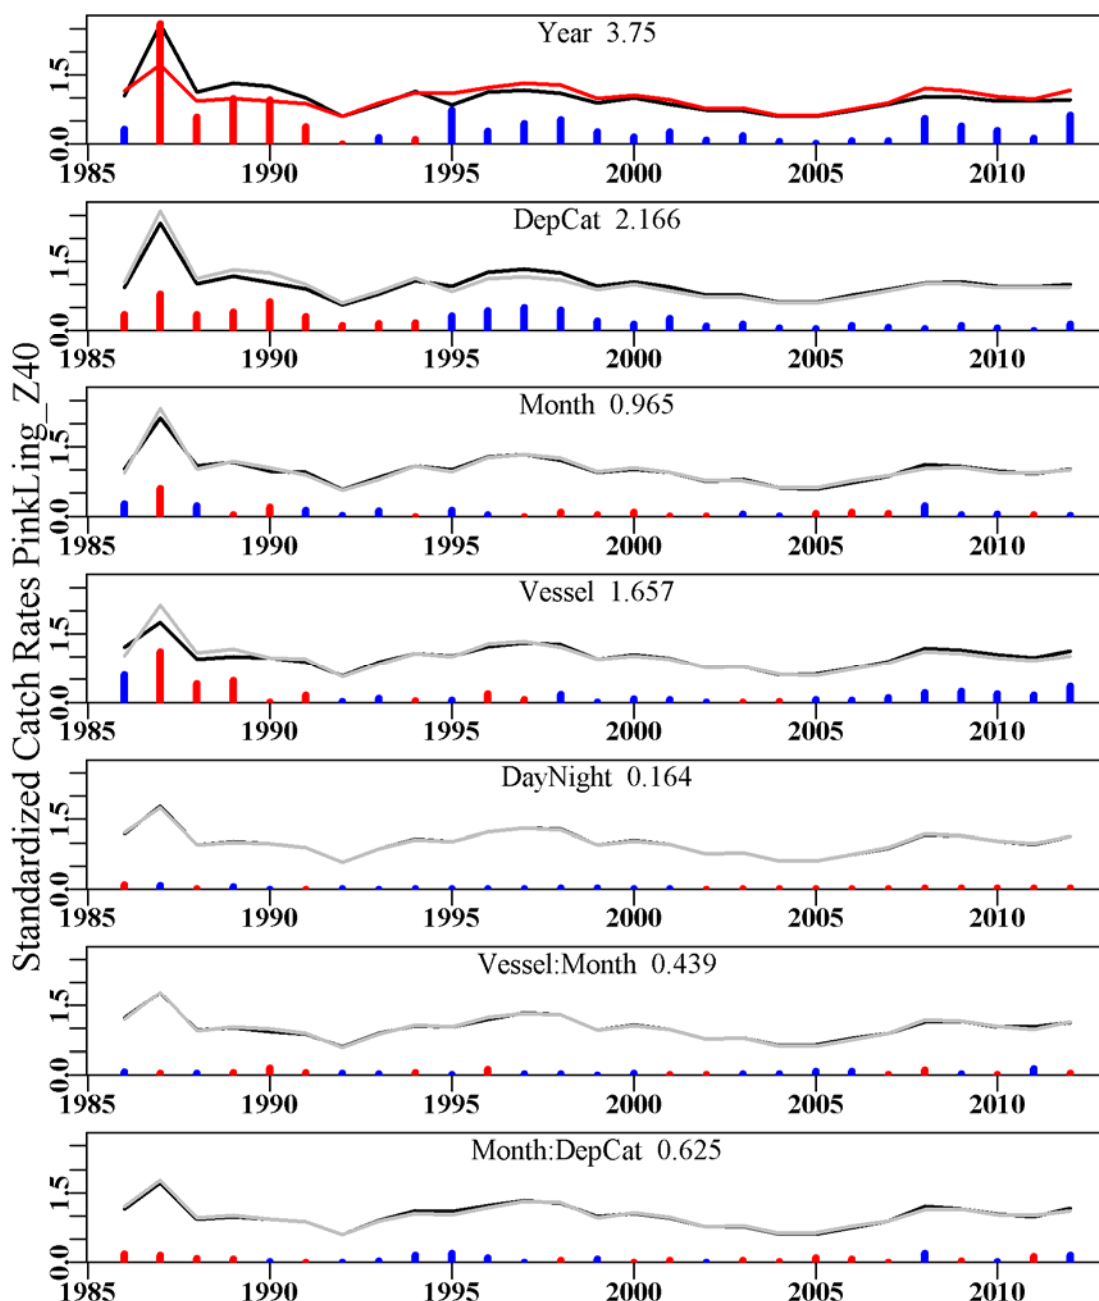 Standardized Catch Rates PinkLing_Z40
Year 3.75
1.5
0.0
1985 1990 1995 2000 2005 2010
DepCat 2.166
1.5
0.0
1985 1990 1995 2000 2005 2010
Month 0.965
1.5
0.0
1985 1990 1995 2000 2005 2010
Vessel 1.657
1.5
0.0
1985 1990 1995 2000 2005 2010
DayNight 0.164
1.5
0.0
1985 1990 1995 2000 2005 2010
Vessel:Month 0.439
1.5
0.0
1985 1990 1995 2000 2005 2010
Month:DepCat 0.625
1.5
0.0
1985 1990 1995 2000 2005 2010